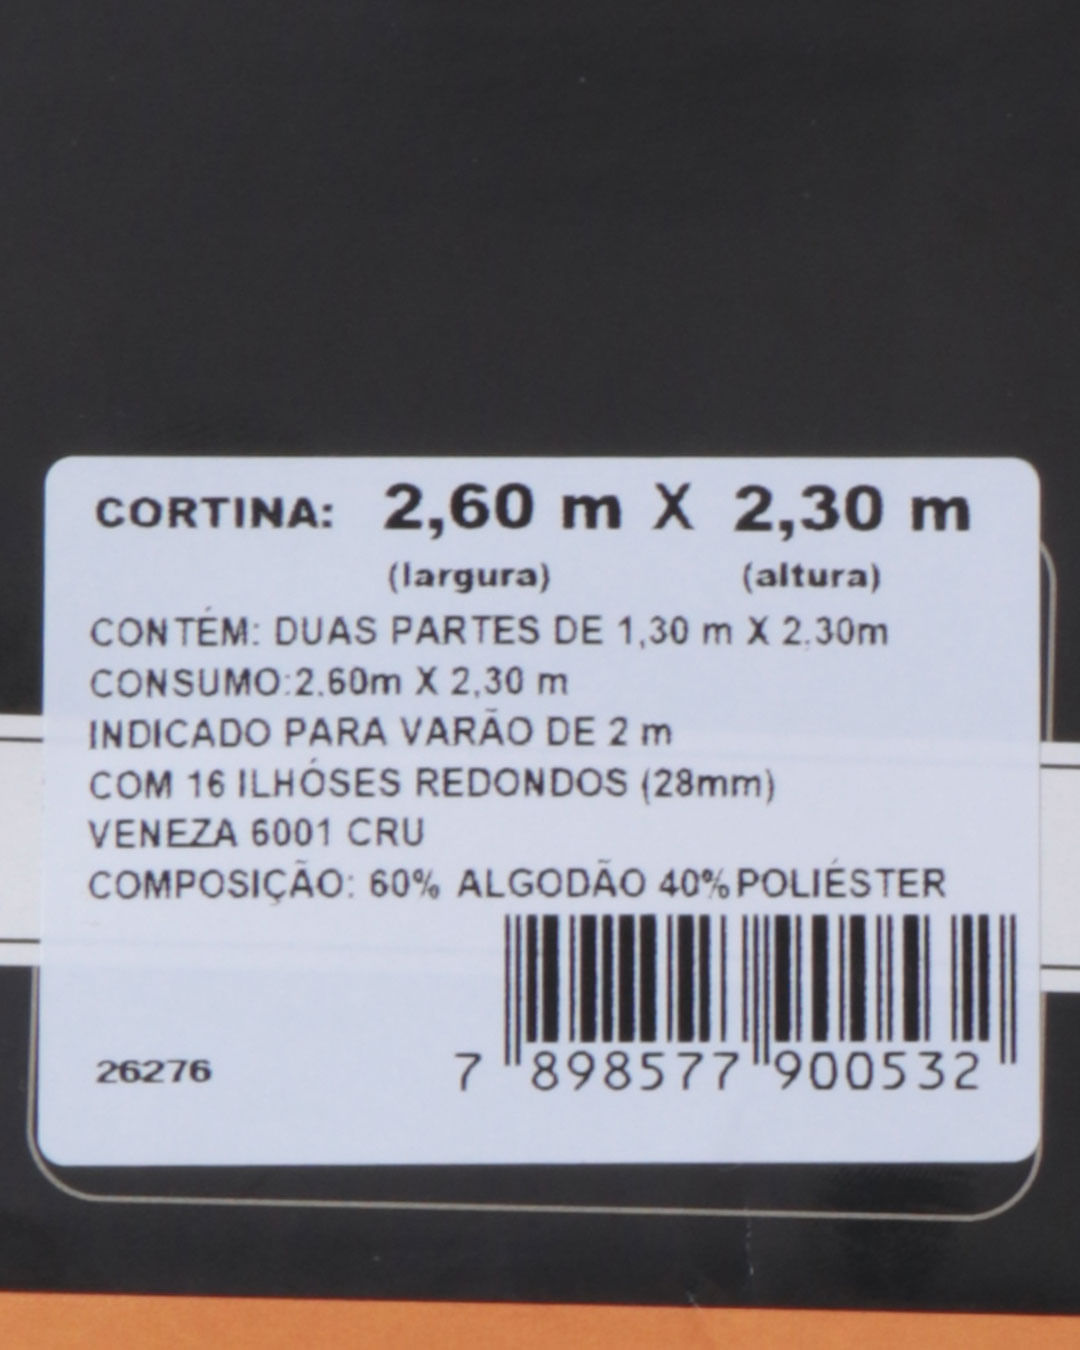 CORTINA: 2,60 m X 2,30 m
(largura) (altura)
CONTÉM: DUAS PARTES DE 1,30 m X 2.30m
CONSUMO:2.60m X 2,30 m
INDICADO PARA VARÃO DE 2 m
COM 16 ILHÓSES REDONDOS (28mm)
VENEZA 6001 CRU
COMPOSIÇÃO: 60% ALGODÃO 40% POLIÉSTER
26276 7 898577 900532